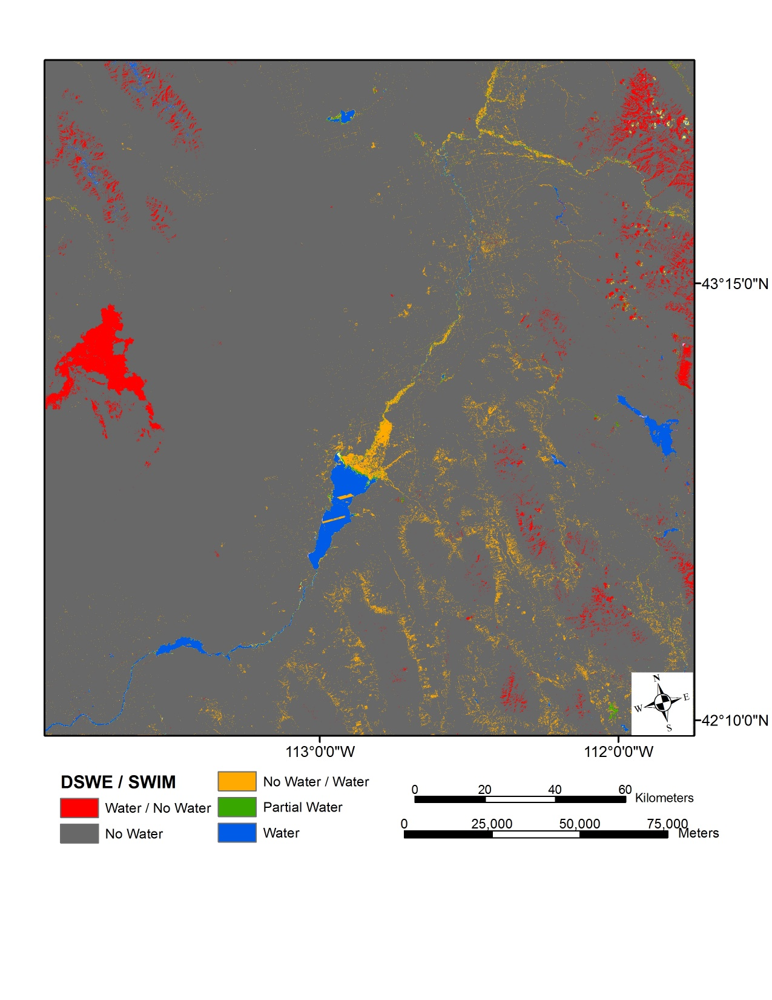 43°15'0"N
N
W
E
S
42°10'0"N
113°0'0"W
112°0'0"W
DSWE / SWIM
Water / No Water
No Water
No Water / Water
Partial Water
Water
0 20 40 60
Kilometers
0 25,000 50,000 75,000
Meters